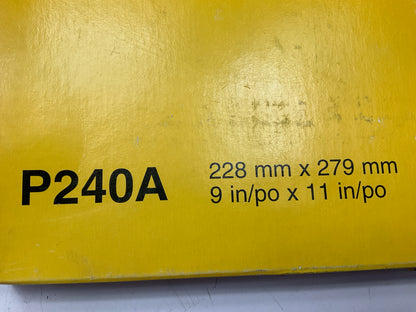 P240A
228 mm x 279 mm
9 in/po x 11 in/po